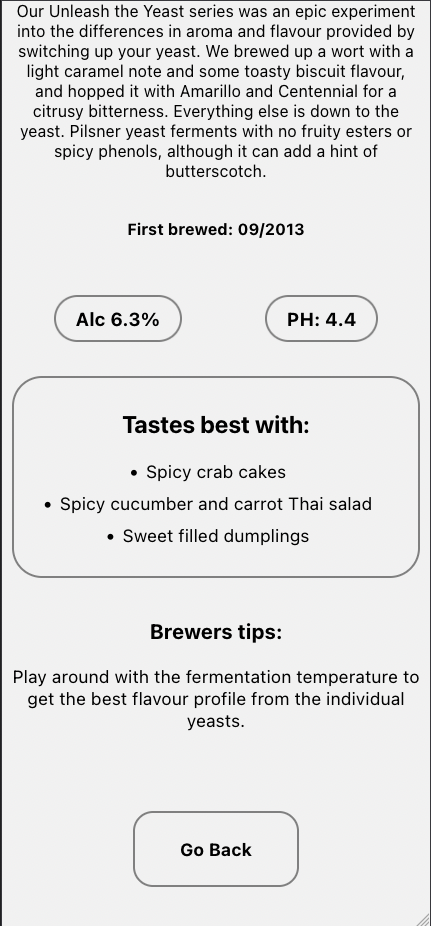 Our Unleash the Yeast series was an epic experiment
into the differences in aroma and flavour provided by
switching up your yeast. We brewed up a wort with a
light caramel note and some toasty biscuit flavour,
and hopped it with Amarillo and Centennial for a
citrusy bitterness. Everything else is down to the
yeast. Pilsner yeast ferments with no fruity esters or
spicy phenols, although it can add a hint of
butterscotch.
First brewed: 09/2013
Alc 6.3% PH: 4.4
Tastes best with:
• Spicy crab cakes
• Spicy cucumber and carrot Thai salad
• Sweet filled dumplings
Brewers tips:
Play around with the fermentation temperature to
get the best flavour profile from the individual
yeasts.
Go Back